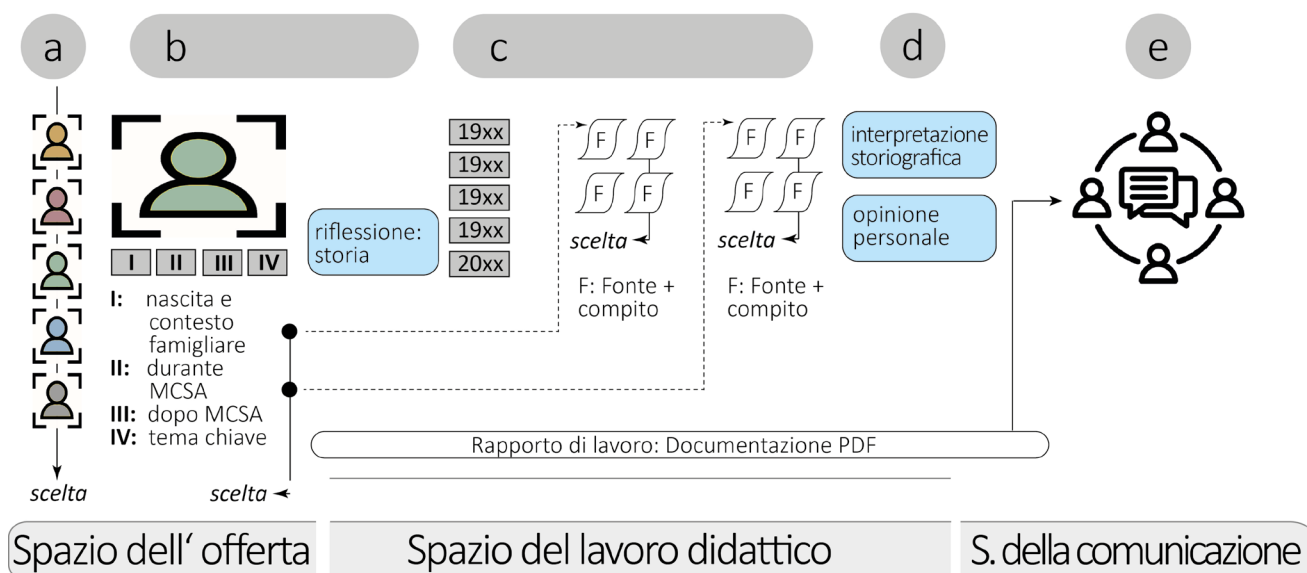 a
b
c
d
e
I
II
III
IV
I: nascita e
contesto
famigliare
II: durante
MCSA
III: dopo MCSA
IV: tema chiave
scelta
scelta
riflessione:
storia
19xx
19xx
19xx
19xx
20xx
F
F
F
F
scelta
F: Fonte +
compito
F
F
F
F
scelta
F: Fonte +
compito
interpretazione
storiografica
opinione
personale
Rapporto di lavoro: Documentazione PDF
Spazio dell‘ offerta
Spazio del lavoro didattico
S. della comunicazione